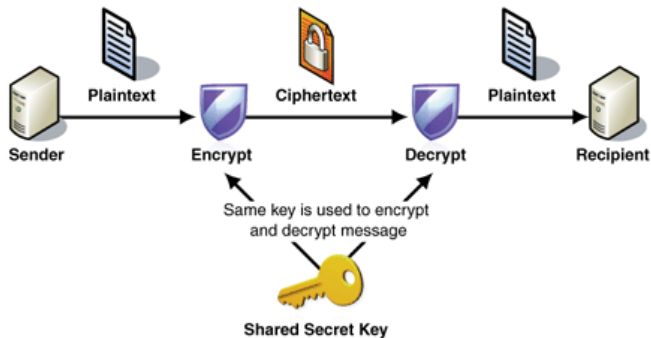 Plaintext
Ciphertext
Plaintext
Sender
Encrypt
Decrypt
Recipient
Same key is used to encrypt
and decrypt message
Shared Secret Key